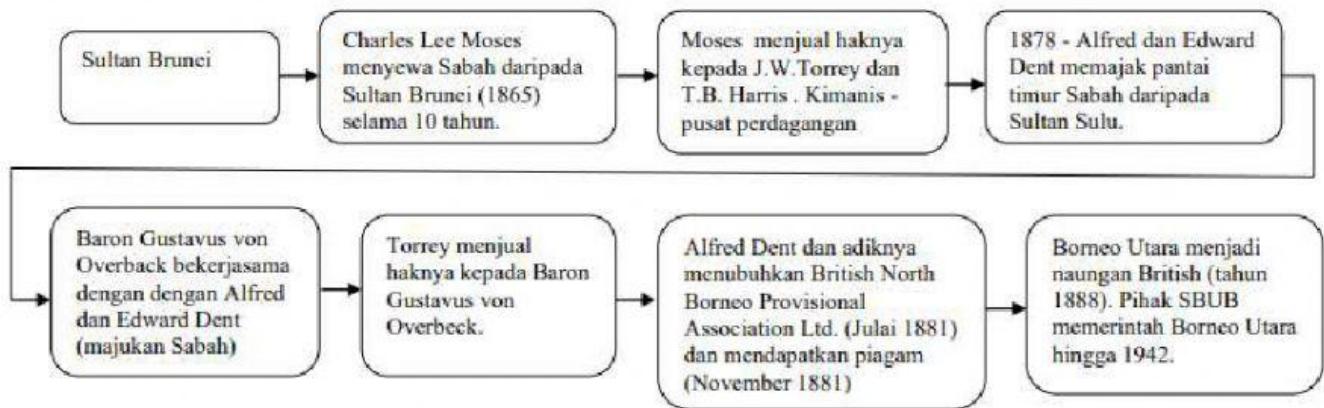 Sultan Brunei
Charles Lee Moses
menyewa Sabah daripada
Sultan Brunei (1865)
selama 10 tahun.
Moses menjual haknya
kepada J.W.Torrey dan
T.B. Harris . Kimanis -
pusat perdagangan
1878 - Alfred dan Edward
Dent memajak pantai
timur Sabah daripada
Sultan Sulu.
Baron Gustavus von
Overback bekerjasama
dengan dengan Alfred
dan Edward Dent
(majukan Sabah)
Torrey menjual
haknya kepada Baron
Gustavus von
Overbeck.
Alfred Dent dan adiknya
menubuhkan British North
Borneo Provisional
Association Ltd. (Julai 1881)
dan mendapatkan piagam
(November 1881)
Borneo Utara menjadi
naungan British (tahun
1888). Pihak SBUB
memerintah Borneo Utara
hingga 1942.